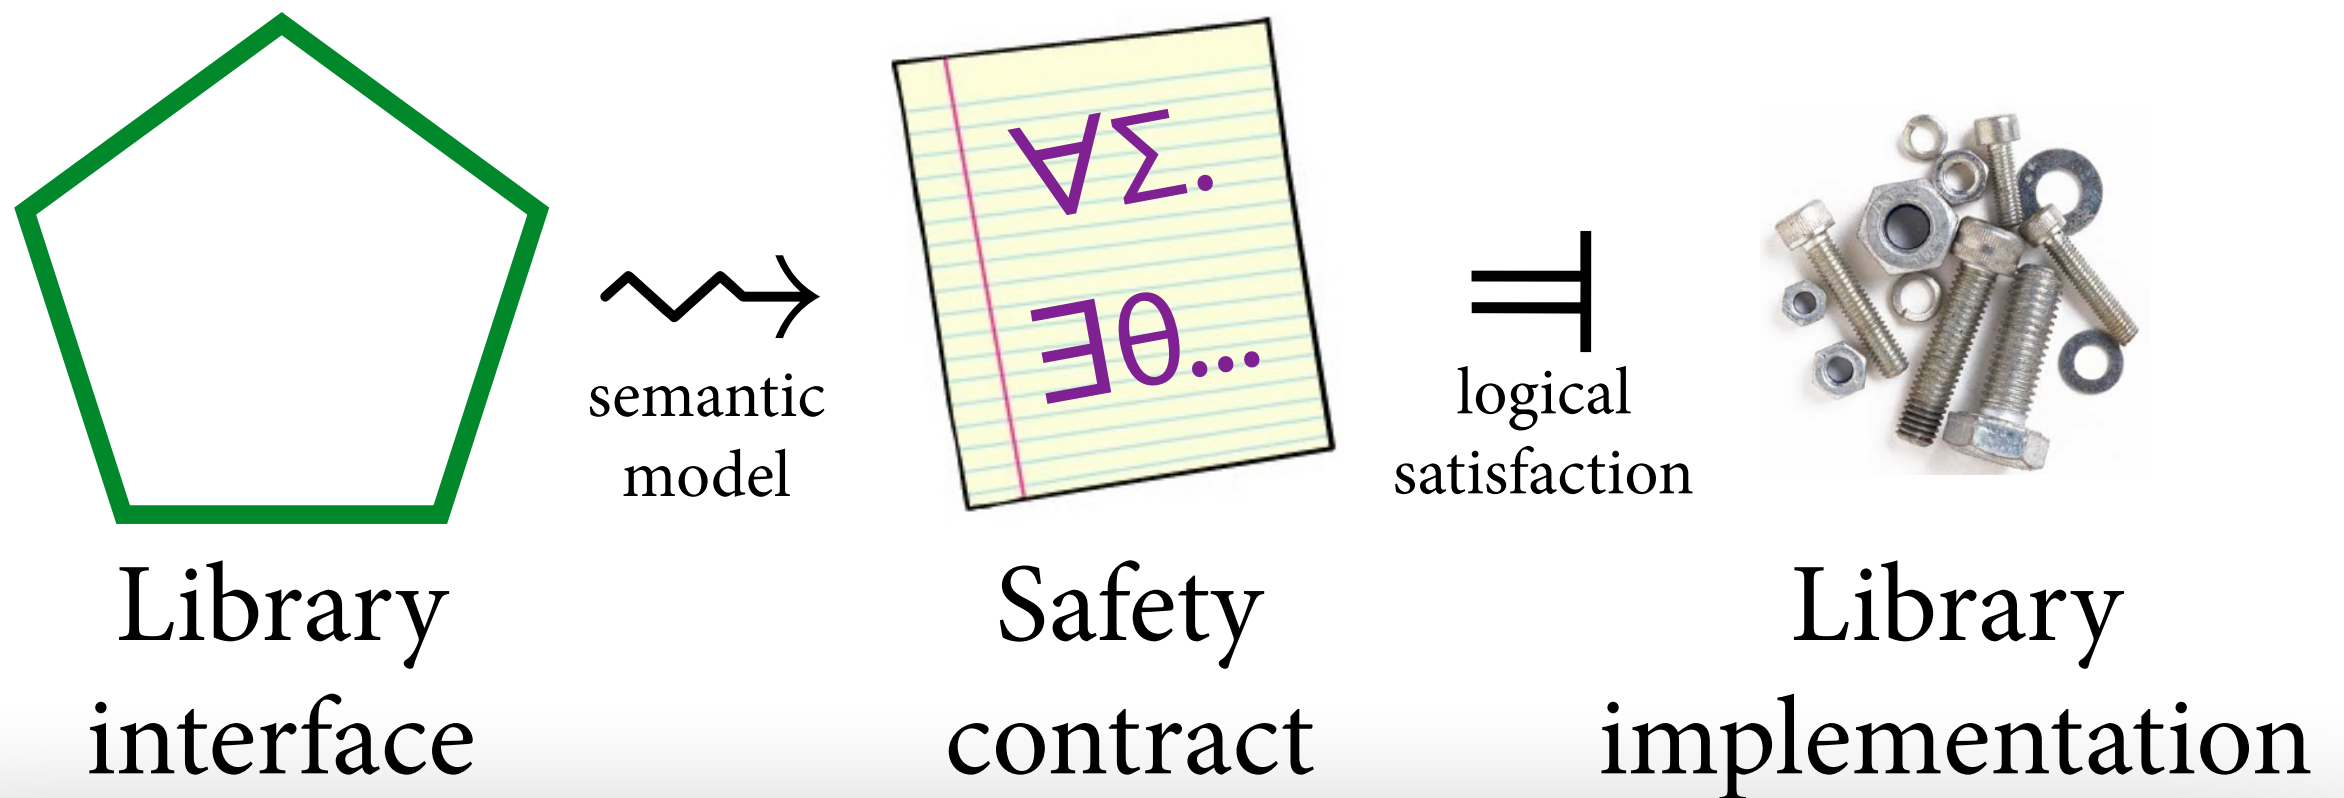 ∀Σ.
∃θ...
semantic
model
logical
satisfaction
Library
interface
Safety
contract
Library
implementation